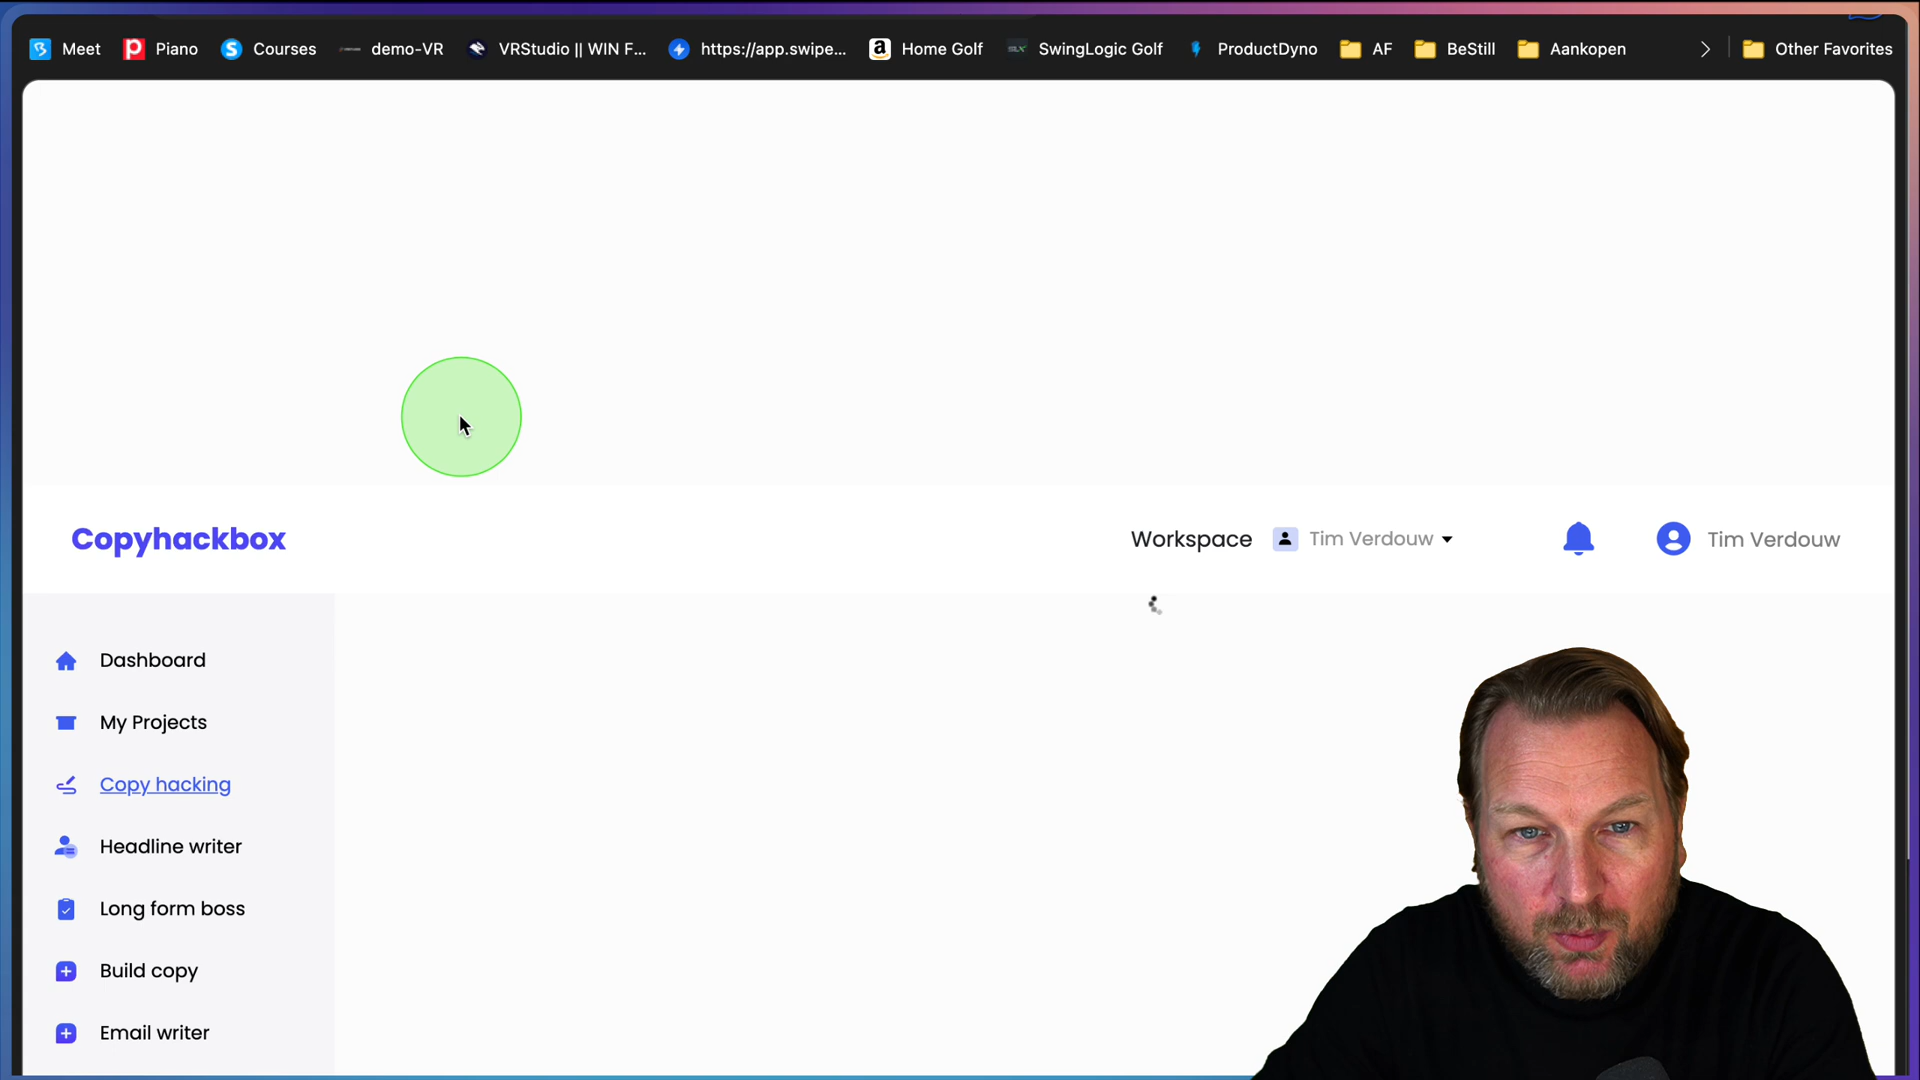 Meet Piano Courses demo-VR VRStudio || WIN F... https://app.swipe... Home Golf SwingLogic Golf ProductDyno AF BeStill Aankopen Other Favorites
Copyhackbox Workspace Tim Verdouw Tim Verdouw
Dashboard
My Projects
Copy hacking
Headline writer
Long form boss
Build copy
Email writer